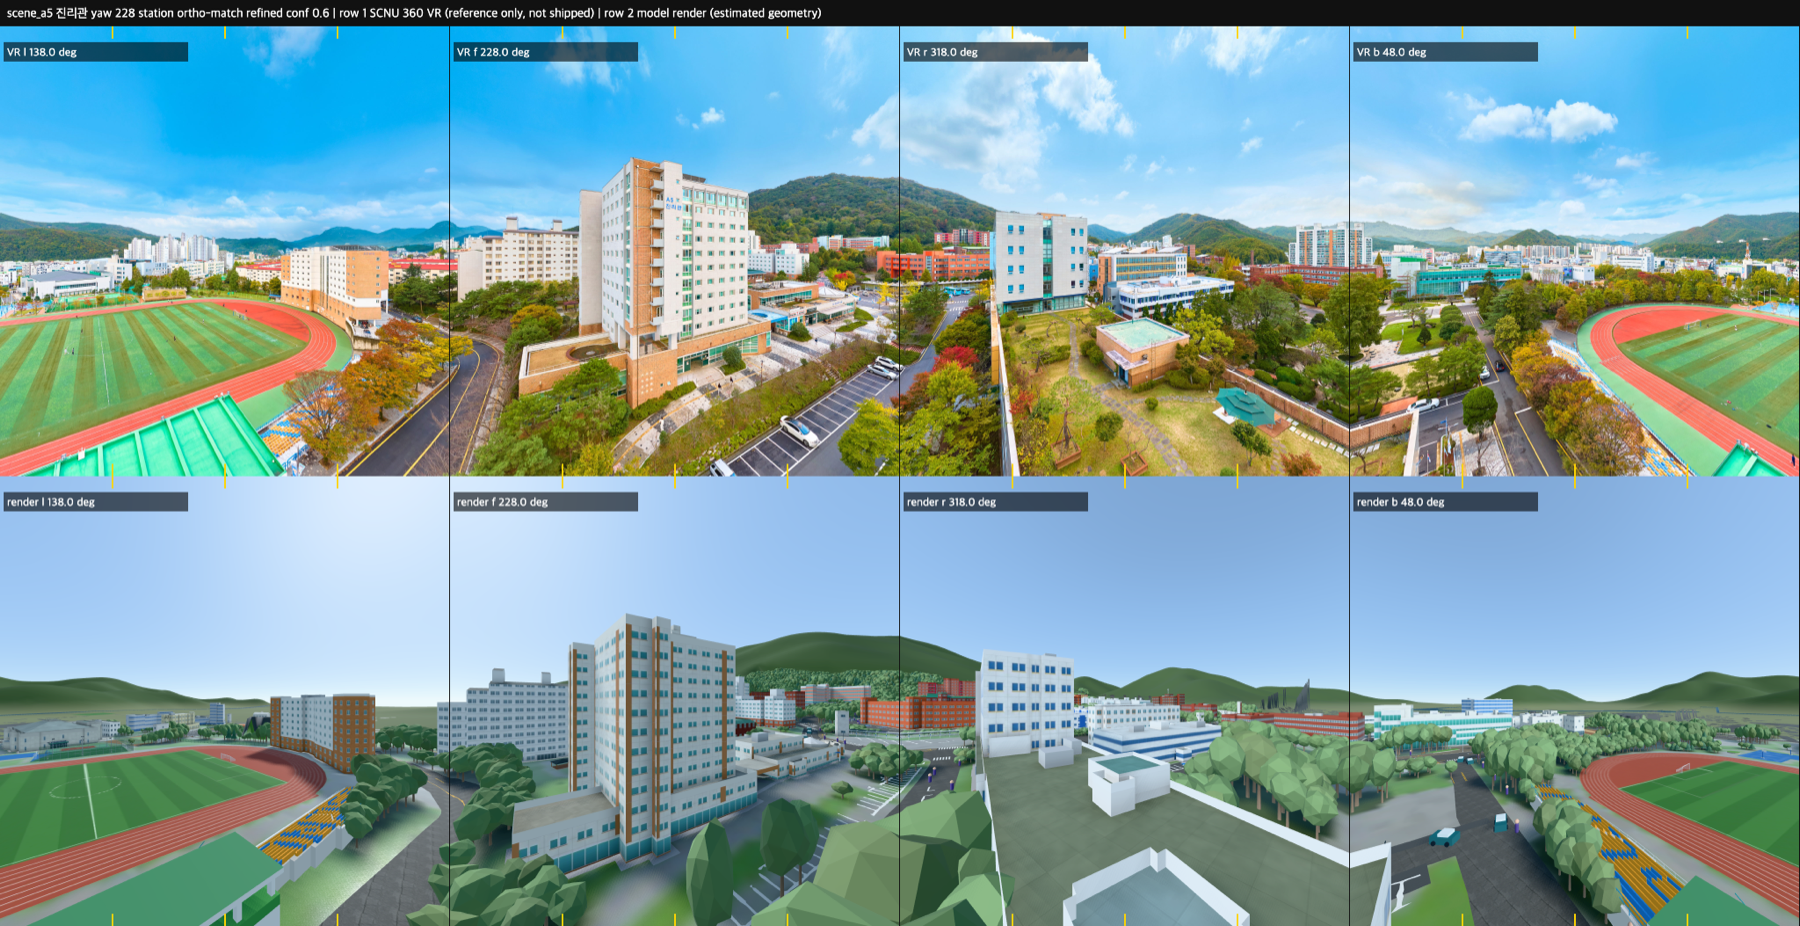 scene_a5 진리관 yaw 228 station ortho-match refined conf 0.6 | row 1 SCNU 360 VR (reference only, not shipped) | row 2 model render (estimated geometry)
VR l 138.0 deg
VR f 228.0 deg
VR r 318.0 deg
VR b 48.0 deg
진리관
render l 138.0 deg
render f 228.0 deg
render r 318.0 deg
render b 48.0 deg